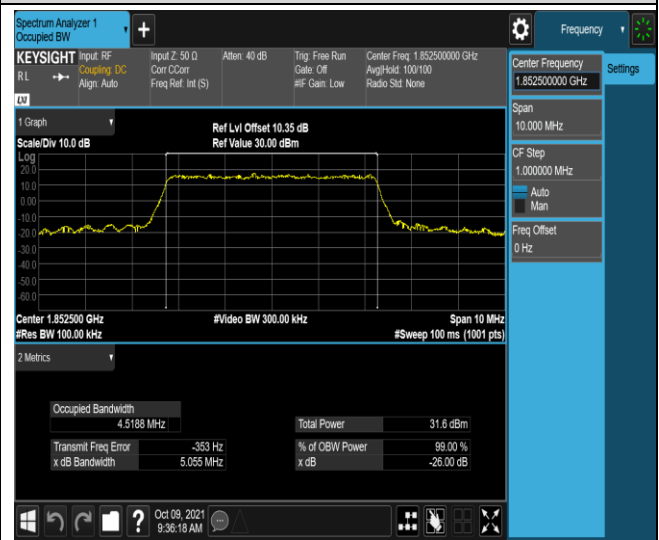 Spectrum Analyzer 1
Occupied BW
+
Frequency
KEYSIGHT
RL
LXI
Input: RF
Coupling: DC
Align: Auto
Input Z: 50 Ω
Corr CCorr
Freq Ref: Int (S)
Atten: 40 dB
Trig: Free Run
Gate: Off
#IF Gain: Low
Center Freq: 1.852500000 GHz
Avg|Hold: 100/100
Radio Std: None
Center Frequency
1.852500000 GHz
Settings
Span
10.000 MHz
CF Step
1.000000 MHz
Auto
Man
Freq Offset
0 Hz
1 Graph
Ref Lvl Offset 10.35 dB
Scale/Div 10.0 dB
Ref Value 30.00 dBm
Log
20.0
10.0
0.00
-10.0
-20.0
-30.0
-40.0
-50.0
-60.0
Center 1.852500 GHz
#Video BW 300.00 kHz
Span 10 MHz
#Res BW 100.00 kHz
#Sweep 100 ms (1001 pts)
2 Metrics
Occupied Bandwidth
4.5188 MHz
Total Power 31.6 dBm
Transmit Freq Error -353 Hz
% of OBW Power 99.00 %
x dB Bandwidth 5.055 MHz
x dB -26.00 dB
?
Oct 09, 2021
9:36:18 AM